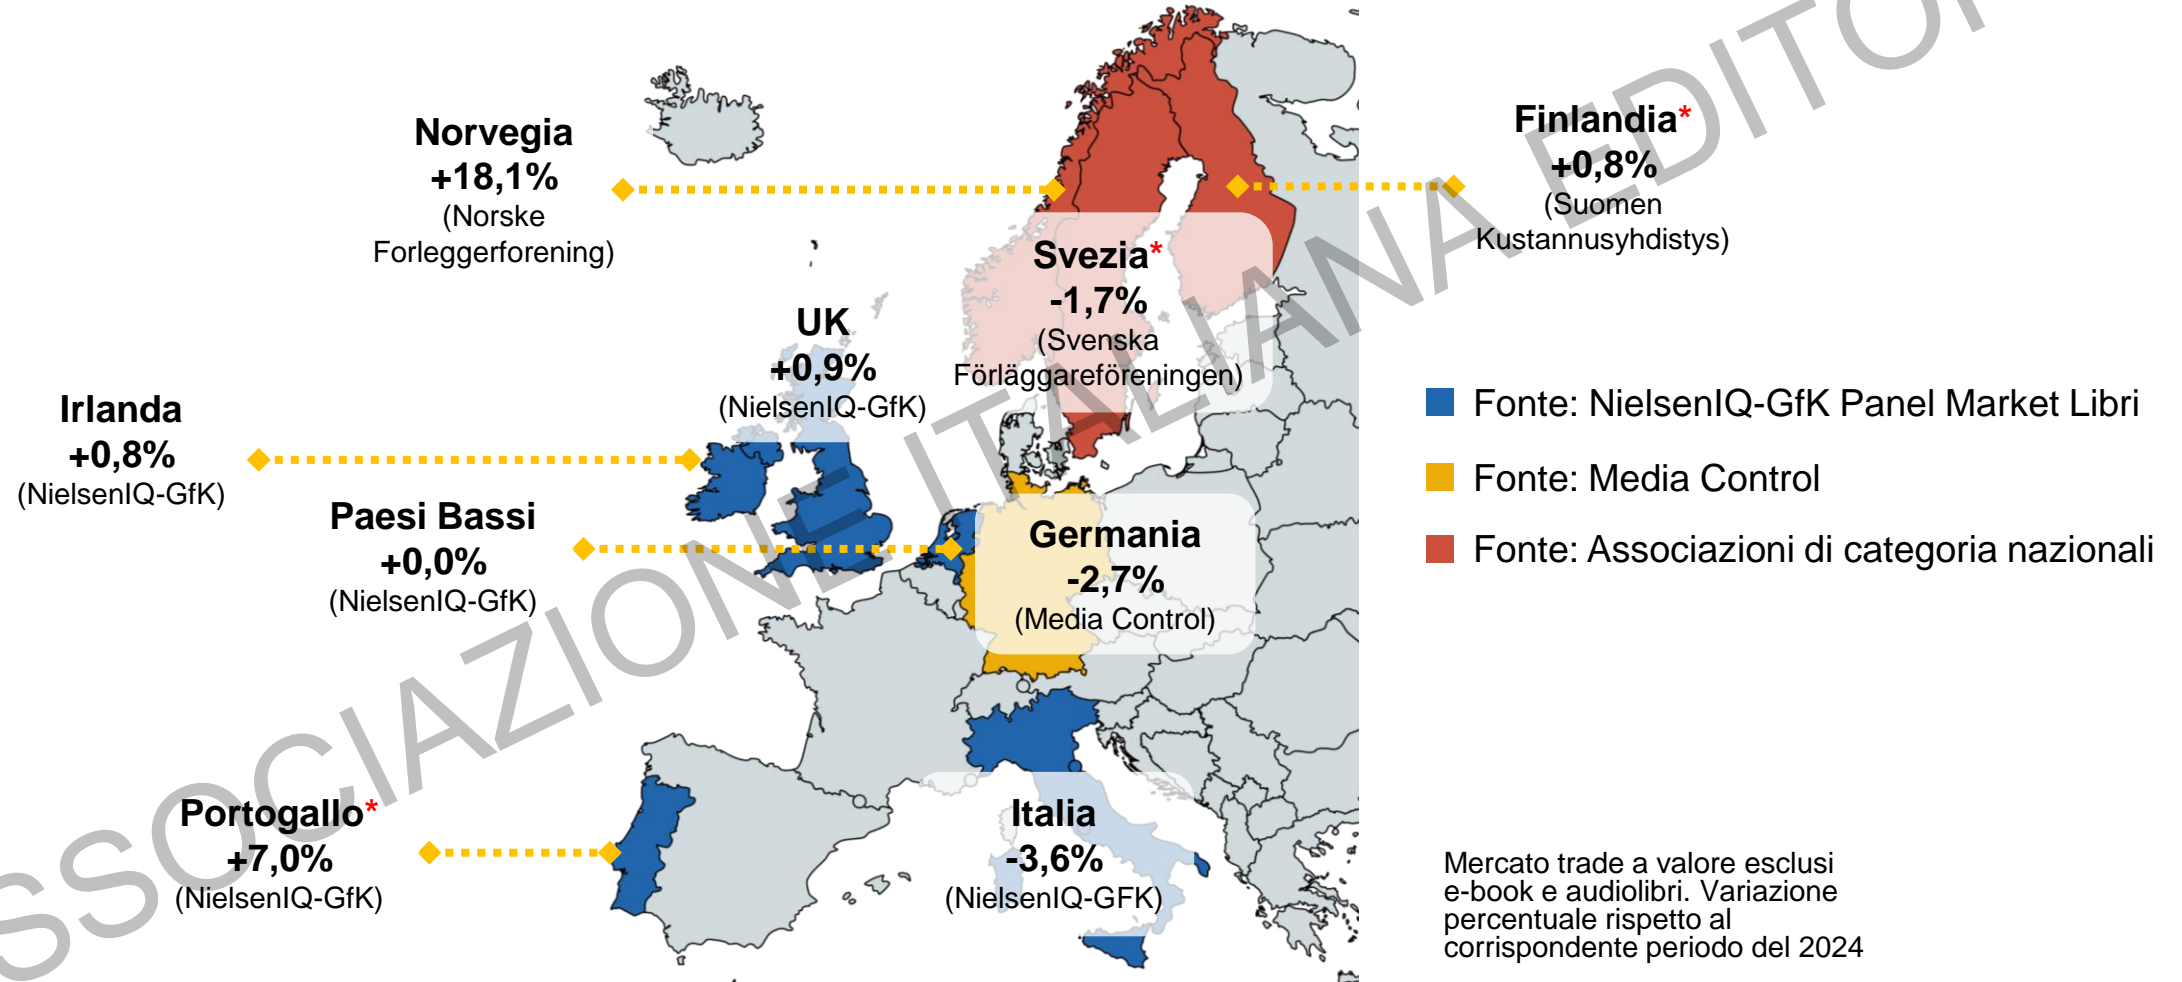 Norvegia
+18,1%
(Norske
Forleggerforening)
Finlandia*
+0,8%
(Suomen
Kustannusyhdistys)
Svezia*
-1,7%
(Svenska
Förläggareföreningen)
UK
+0,9%
(NielsenIQ-GfK)
Irlanda
+0,8%
(NielsenIQ-GfK)
Paesi Bassi
+0,0%
(NielsenIQ-GfK)
Germania
-2,7%
(Media Control)
Portogallo*
+7,0%
(NielsenIQ-GfK)
Italia
-3,6%
(NielsenIQ-GFK)
Fonte: NielsenIQ-GfK Panel Market Libri
Fonte: Media Control
Fonte: Associazioni di categoria nazionali
Mercato trade a valore esclusi
e-book e audiolibri. Variazione
percentuale rispetto al
corrispondente periodo del 2024
SSOCIAZIONE ITALIANA EDITO